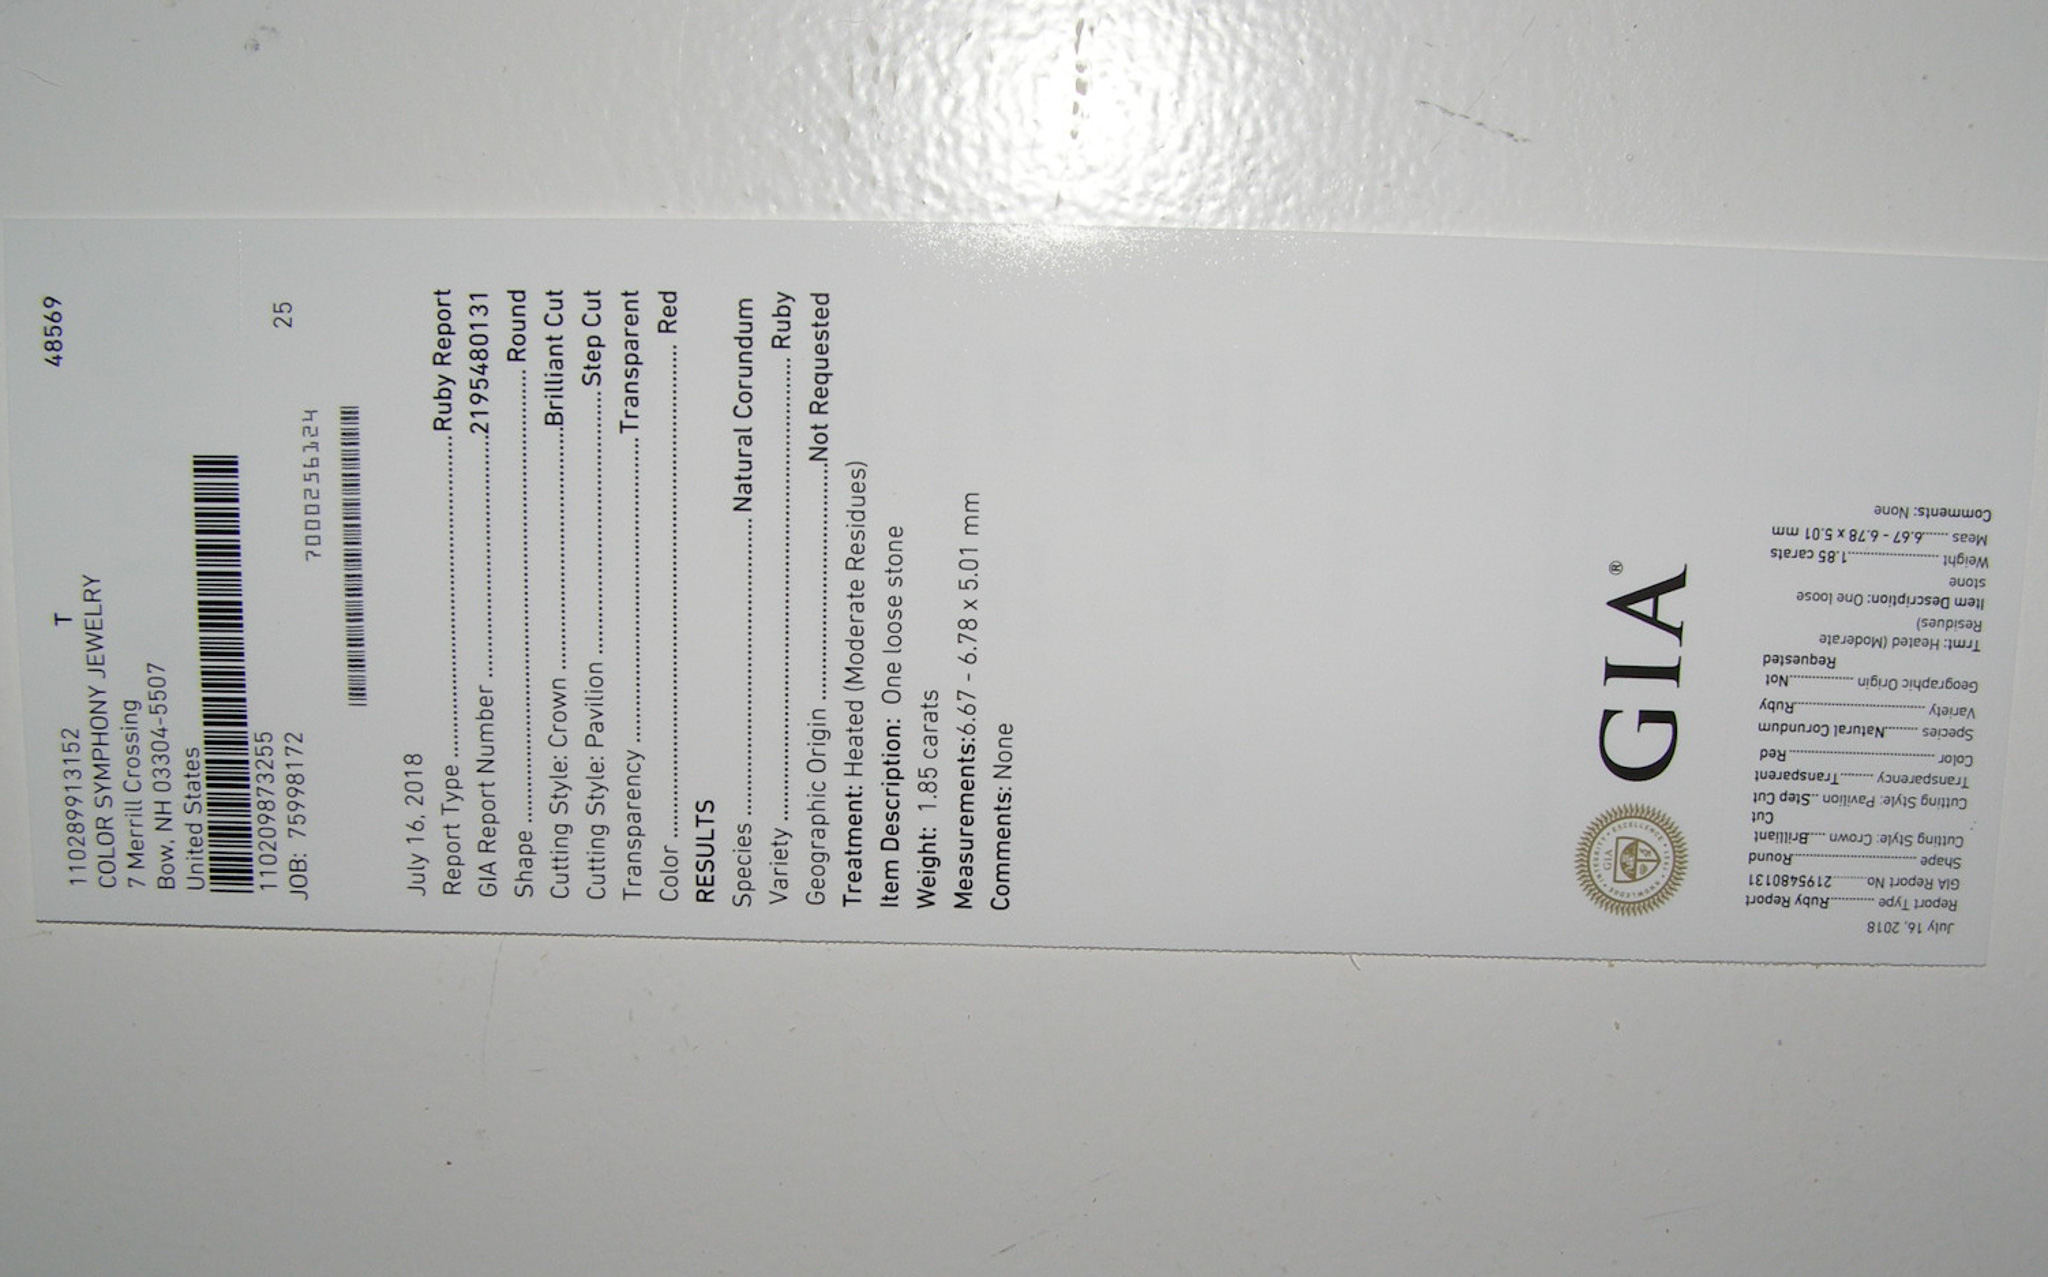 48569
1102899913152 T
COLOR SYMPHONY JEWELRY
7 Merrill Crossing
Bow, NH 03304-5507
United States
1102099873255 25
JOB: 75998172
7000256124
July 16, 2018
Report Type ........ Ruby Report
GIA Report Number ........ 2195480131
Shape ........ Round
Cutting Style: Crown ........ Brilliant Cut
Cutting Style: Pavilion ........ Step Cut
Transparency ........ Transparent
Color ........ Red
RESULTS
Species ........ Natural Corundum
Variety ........ Ruby
Geographic Origin ........ Not Requested
Treatment: Heated (Moderate Residues)
Item Description: One loose stone
Weight: 1.85 carats
Measurements:6.67 - 6.78 x 5.01 mm
Comments: None
GIA®
GIA
July 16, 2018
Report Type ........ Ruby Report
GIA Report No ........ 2195480131
Shape ........ Round
Cutting Style: Crown ..... Brilliant
Cut
Cutting Style: Pavilion .. Step Cut
Transparency ........ Transparent
Color ........ Red
Species ........ Natural Corundum
Variety ........ Ruby
Geographic Origin ........ Not
Requested
Trmt: Heated (Moderate
Residues)
Item Description: One loose
stone
Weight ........ 1.85 carats
Meas ......6.67 - 6.78 x 5.01 mm
Comments: None